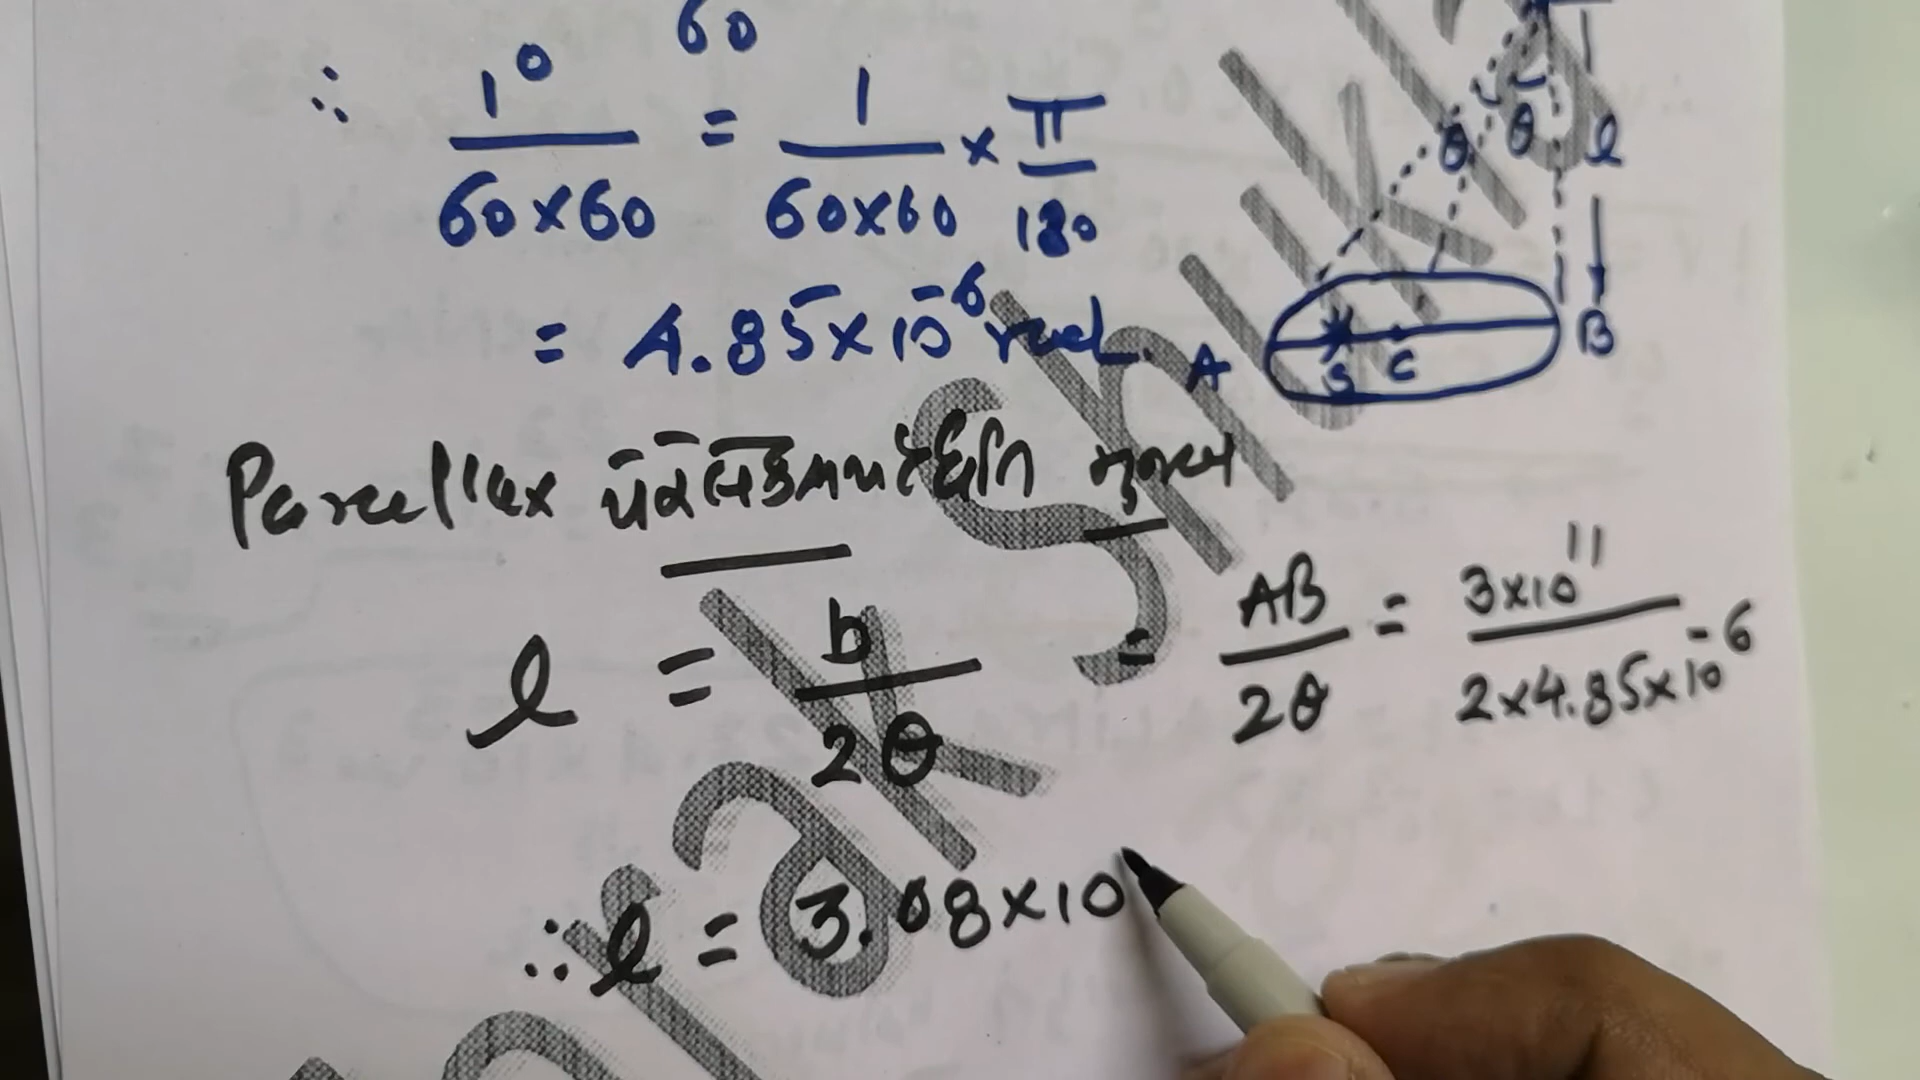 60
∴ 1° / 60×60 = 1 / 60×60 × π / 180
= 4.85×10⁻⁶ rad.
θ θ l
A S C B
Parallax
l = b / 2θ = AB / 2θ = 3×10¹¹ / 2×4.85×10⁻⁶
∴ l = 3.08×10